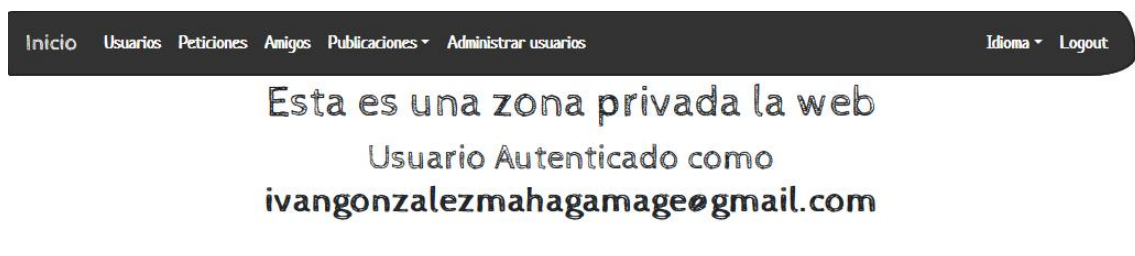 Inicio Usuarios Peticiones Amigos Publicaciones Administrar usuarios Idioma Logout
Esta es una zona privada la web
Usuario Autenticado como
ivangonzalezmahagamage@gmail.com